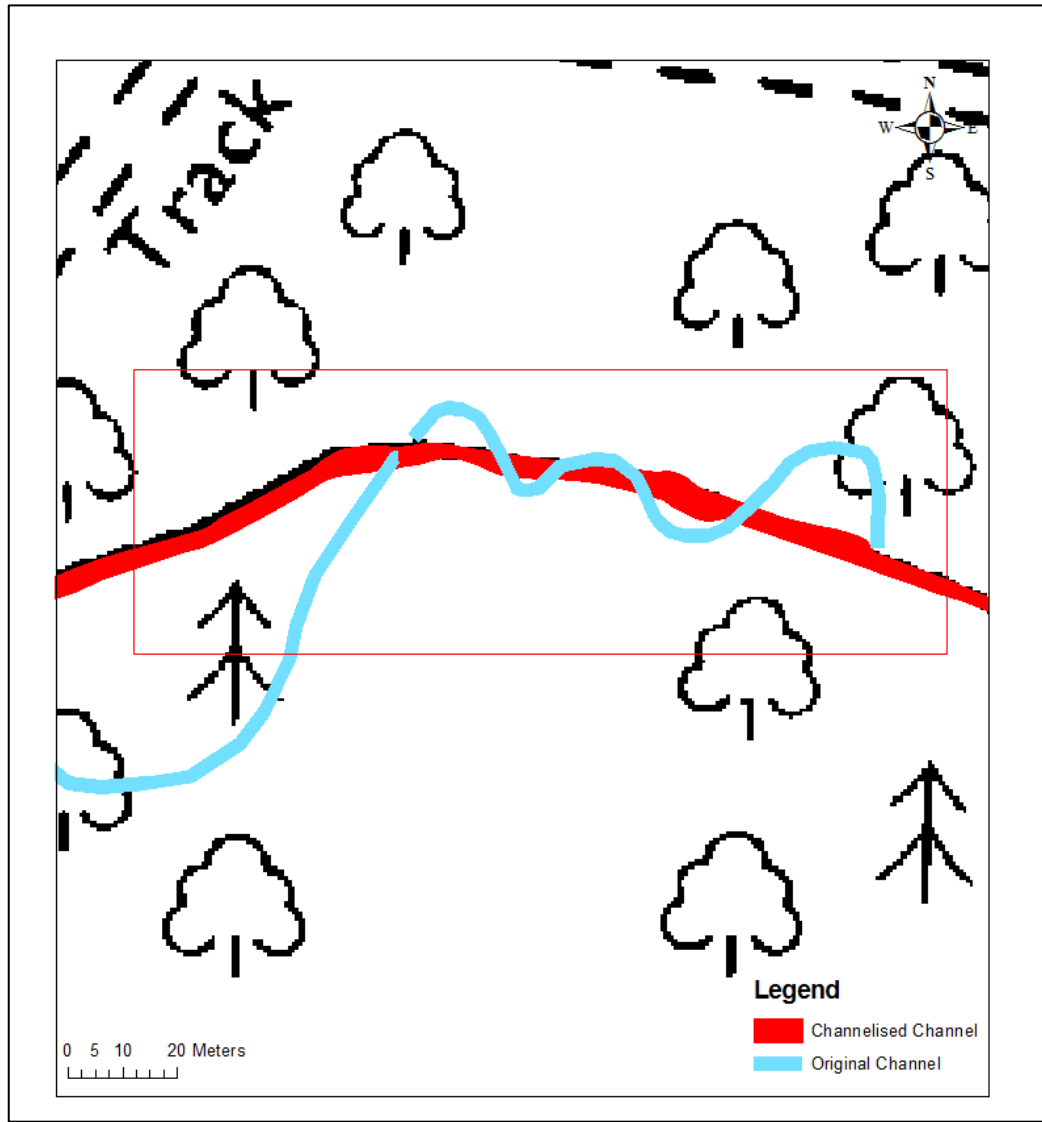 Track
N
W E
S
Legend
Channelised Channel
Original Channel
0 5 10 20 Meters